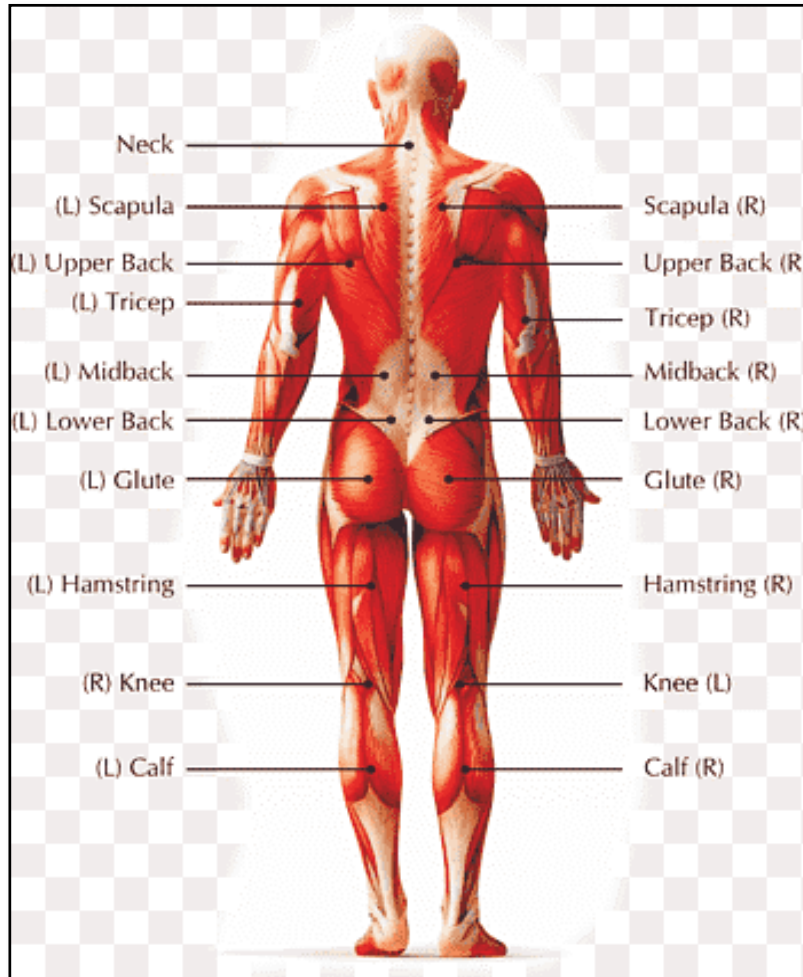 Neck
(L) Scapula
Scapula (R)
(L) Upper Back
Upper Back (R
(L) Tricep
Tricep (R)
(L) Midback
Midback (R)
(L) Lower Back
Lower Back (R)
(L) Glute
Glute (R)
(L) Hamstring
Hamstring (R)
(R) Knee
Knee (L)
(L) Calf
Calf (R)